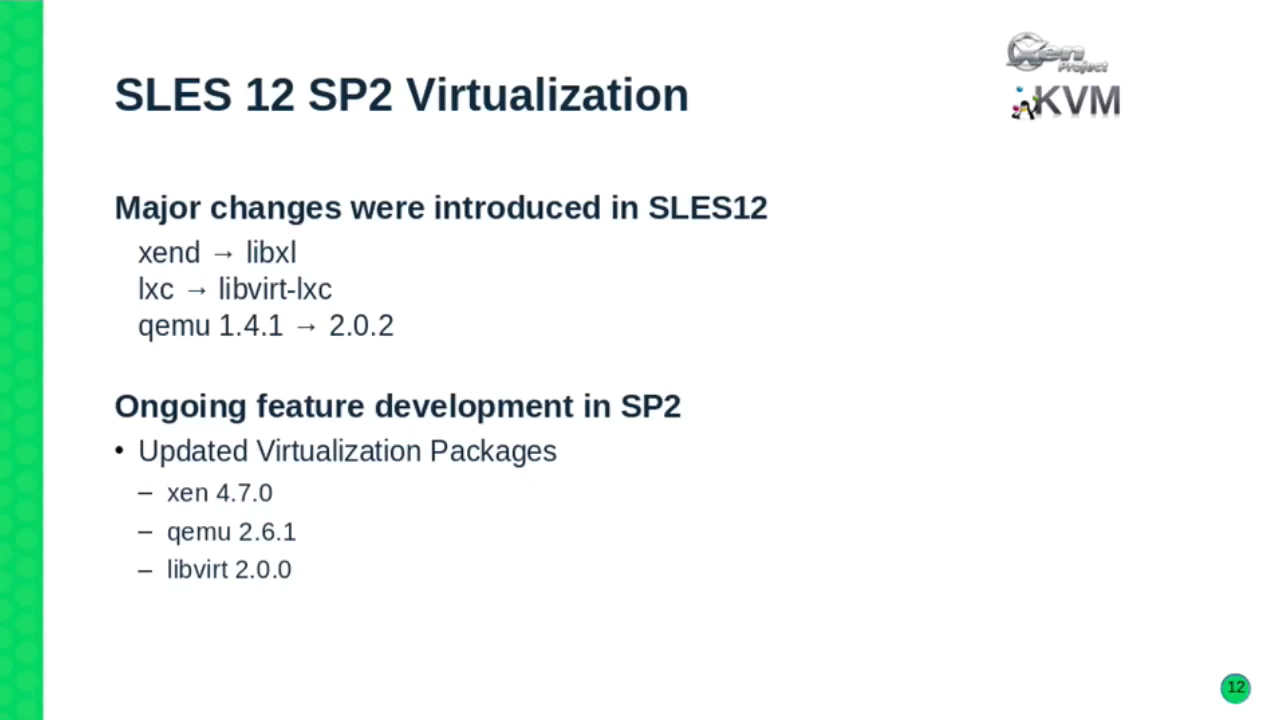 Xen
Project
KVM
SLES 12 SP2 Virtualization
Major changes were introduced in SLES12
xend → libxl
lxc → libvirt-lxc
qemu 1.4.1 → 2.0.2
Ongoing feature development in SP2
• Updated Virtualization Packages
– xen 4.7.0
– qemu 2.6.1
– libvirt 2.0.0
12